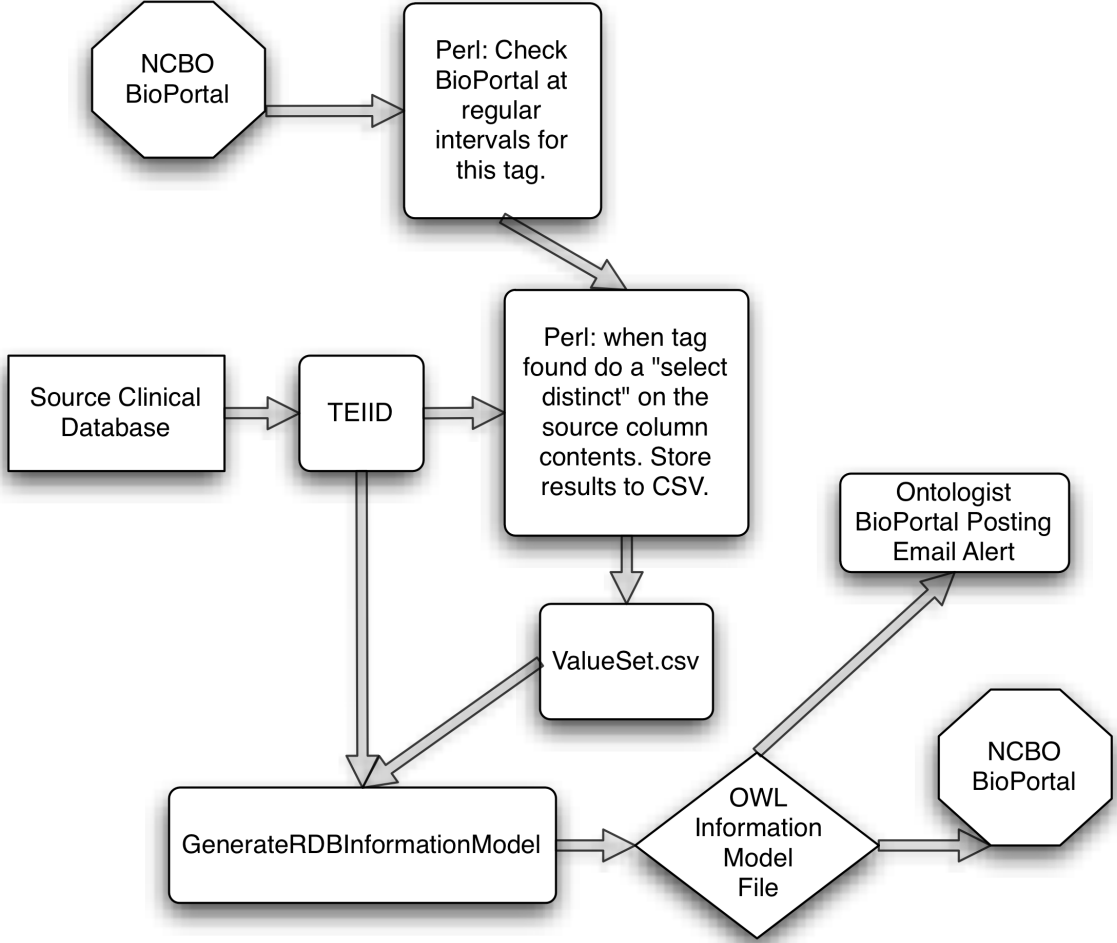 NCBO
BioPortal
Perl: Check
BioPortal at
regular
intervals for
this tag.
Perl: when tag
found do a "select
distinct" on the
source column
contents. Store
results to CSV.
Source Clinical
Database
TEIID
Ontologist
BioPortal Posting
Email Alert
ValueSet.csv
NCBO
BioPortal
GenerateRDBInformationModel
OWL
Information
Model
File